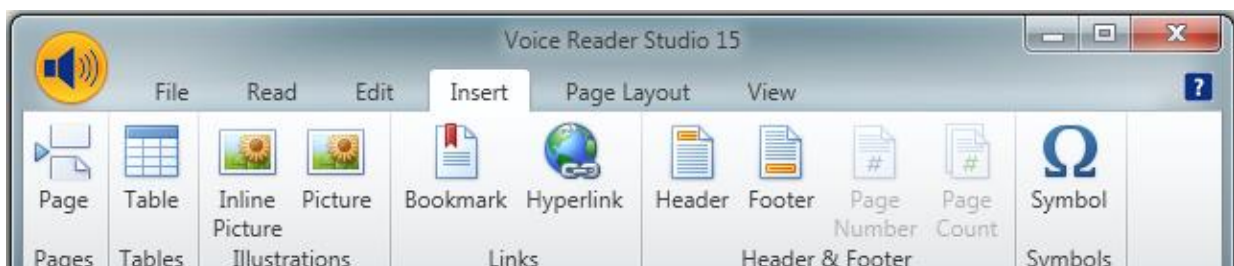 Voice Reader Studio 15
File Read Edit Insert Page Layout View
?
Page Table Inline Picture Picture Bookmark Hyperlink Header Footer Page Number # Page Count # Symbol Ω
Pages Tables Illustrations Links Header & Footer Symbols